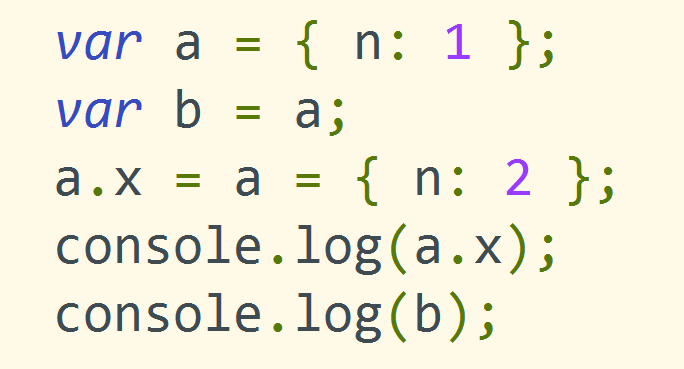 var a = { n: 1 };
var b = a;
a.x = a = { n: 2 };
console.log(a.x);
console.log(b);